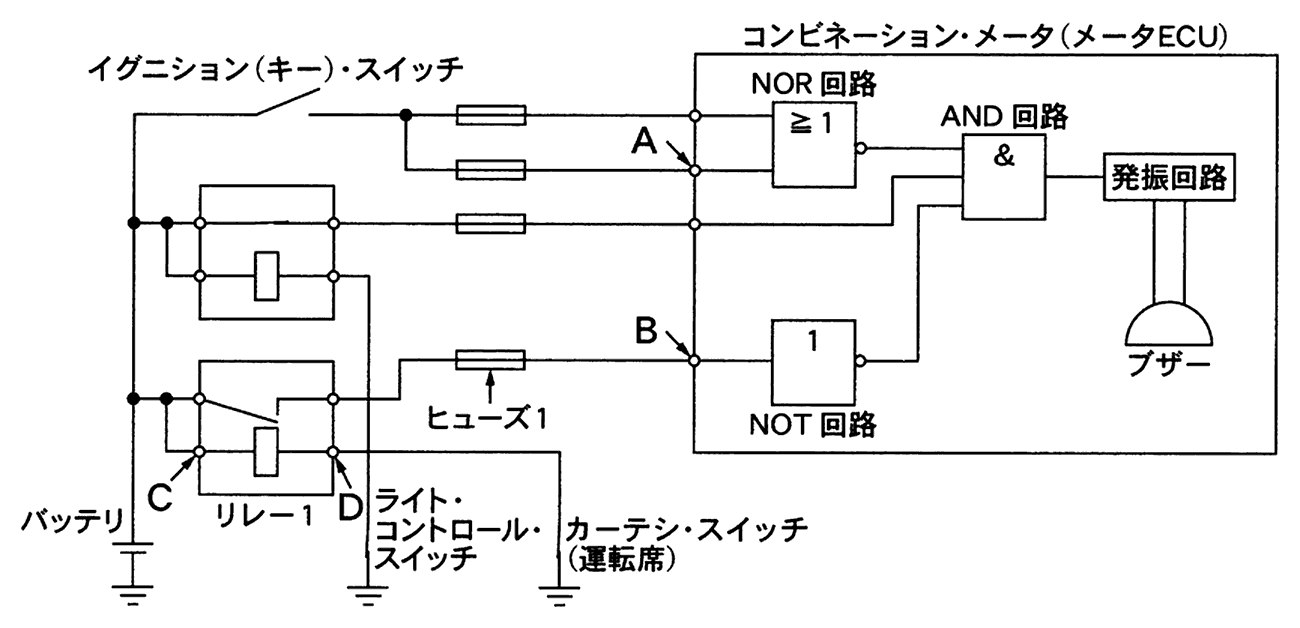 コンビネーション・メータ(メータECU)
イグニション(キー)・スイッチ
NOR 回路
≧1
AND 回路
&
A
発振回路
B
1
ブザー
ヒューズ1
NOT 回路
C
D
リレー1
バッテリ
ライト・
コントロール・
スイッチ
カーテシ・スイッチ
(運転席)